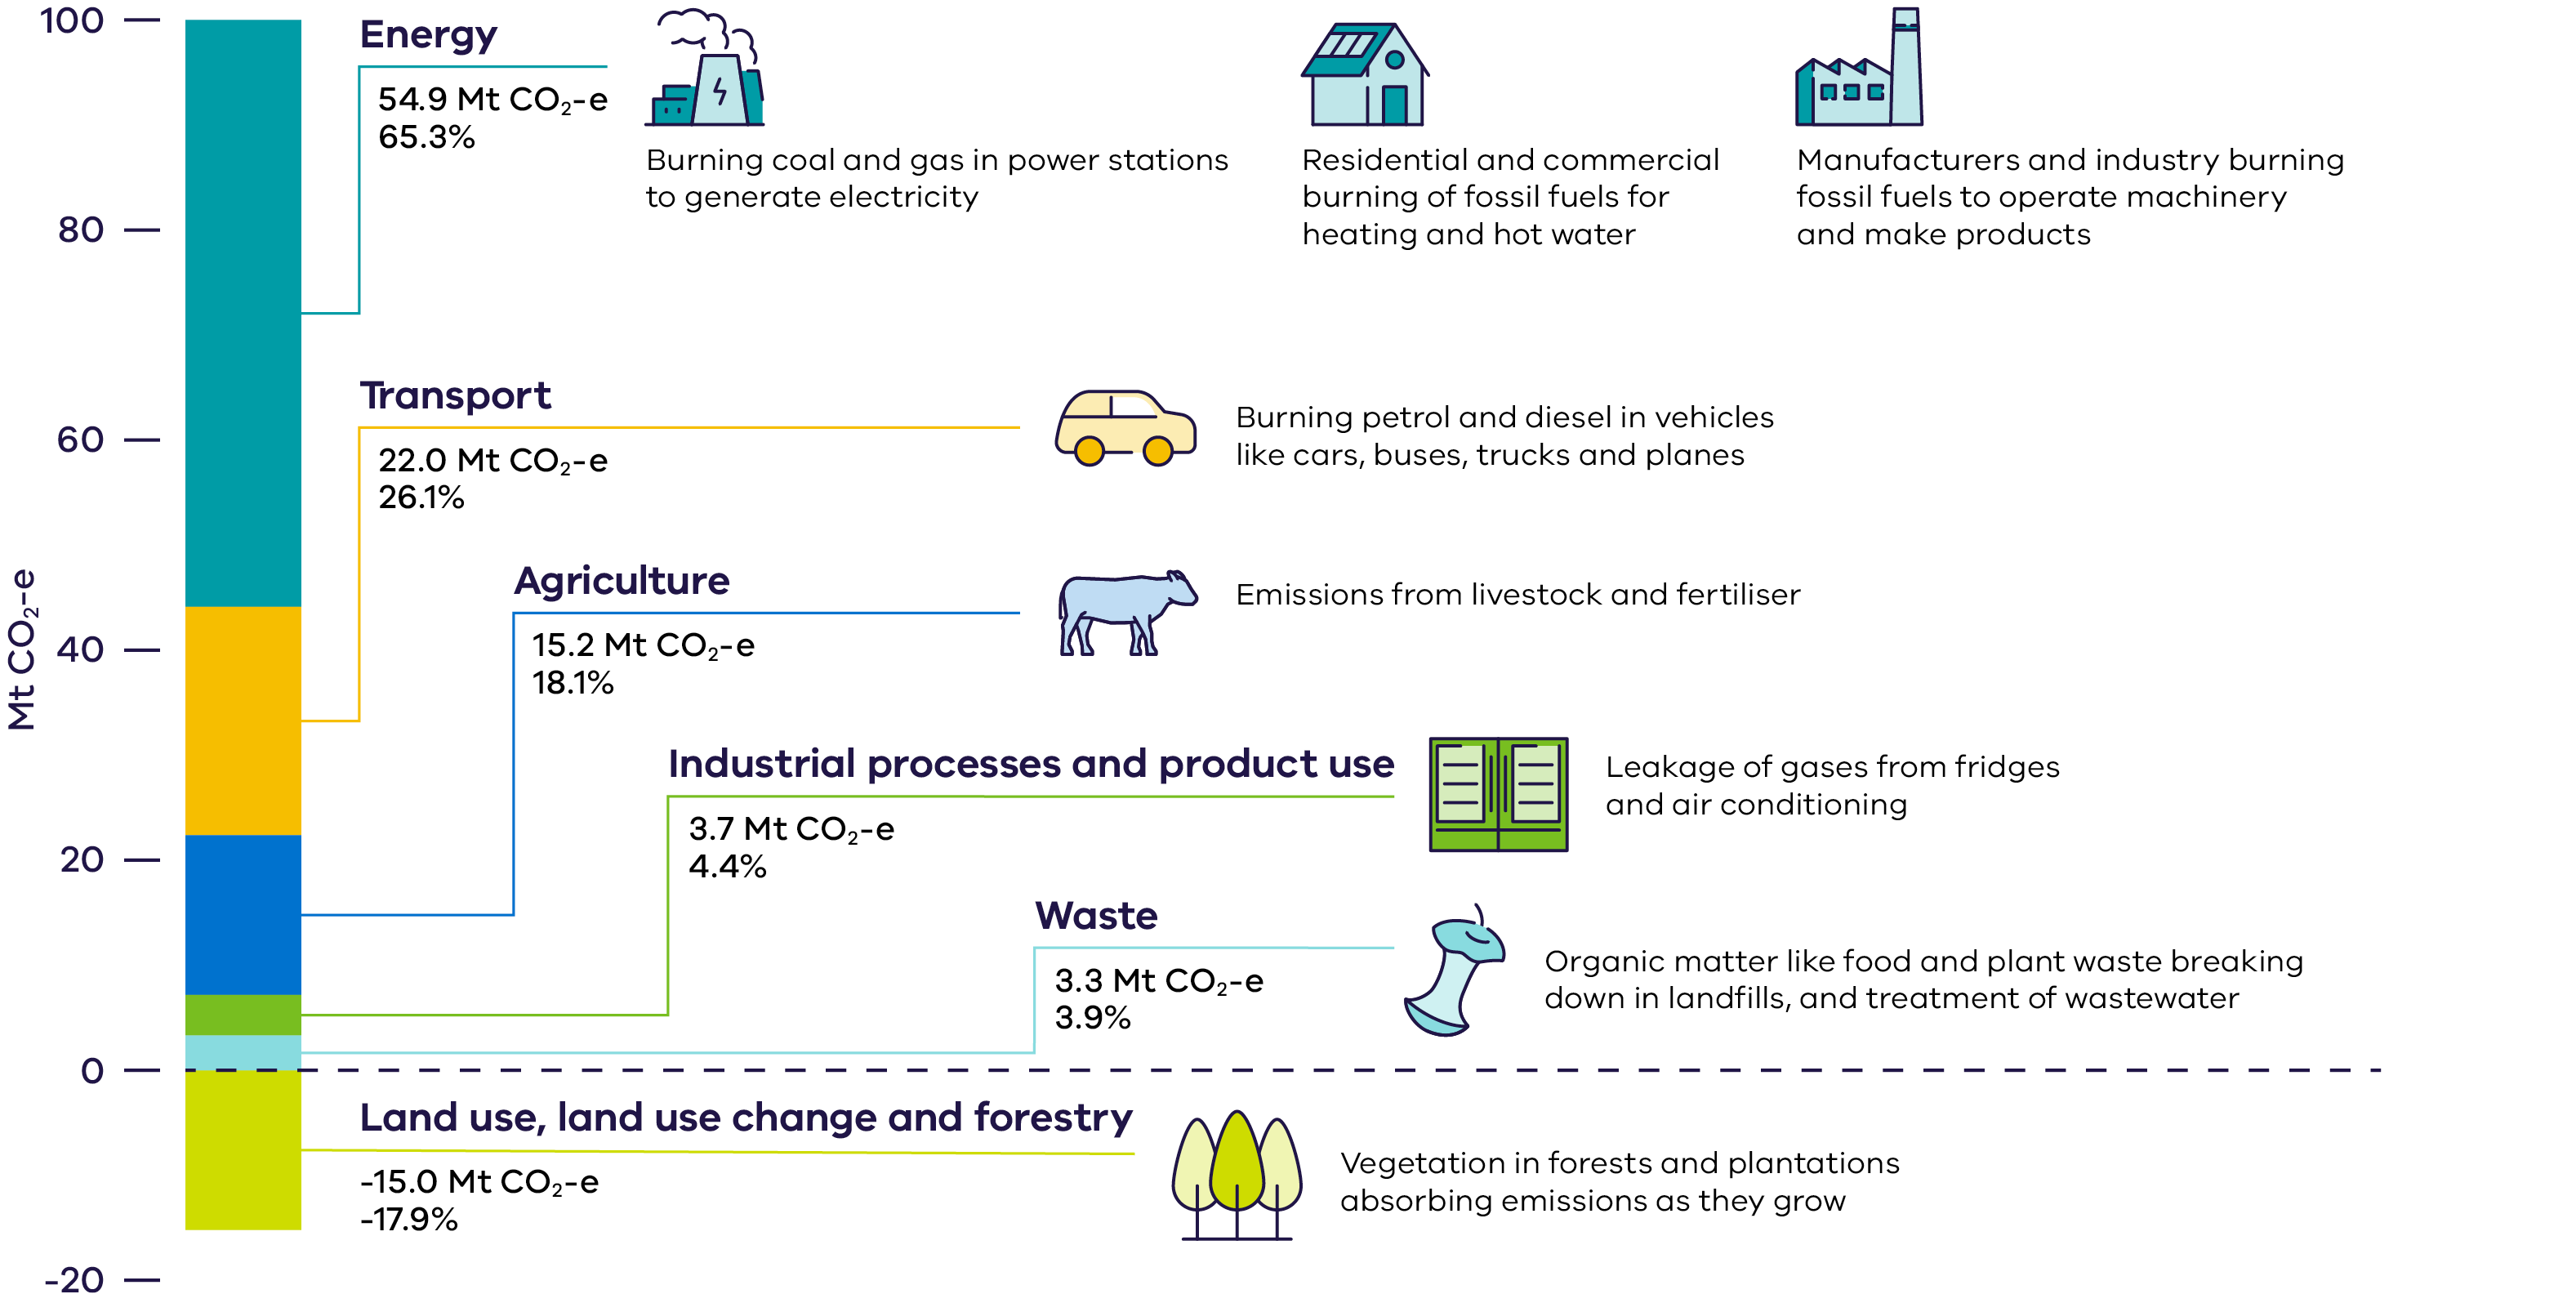 Mt CO₂-e
100
80
60
40
20
0
-20
Energy
54.9 Mt CO₂-e
65.3%
Burning coal and gas in power stations
to generate electricity
Residential and commercial
burning of fossil fuels for
heating and hot water
Manufacturers and industry burning
fossil fuels to operate machinery
and make products
Transport
22.0 Mt CO₂-e
26.1%
Burning petrol and diesel in vehicles
like cars, buses, trucks and planes
Agriculture
15.2 Mt CO₂-e
18.1%
Emissions from livestock and fertiliser
Industrial processes and product use
3.7 Mt CO₂-e
4.4%
Leakage of gases from fridges
and air conditioning
Waste
3.3 Mt CO₂-e
3.9%
Organic matter like food and plant waste breaking
down in landfills, and treatment of wastewater
Land use, land use change and forestry
-15.0 Mt CO₂-e
-17.9%
Vegetation in forests and plantations
absorbing emissions as they grow